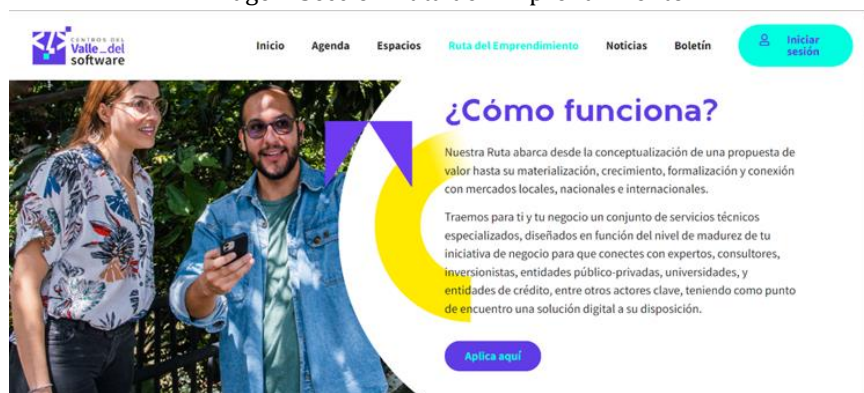 CENTROS DEL
Valle_del
software
Inicio
Agenda
Espacios
Ruta del Emprendimiento
Noticias
Boletín
Iniciar
sesión
¿Cómo funciona?
Nuestra Ruta abarca desde la conceptualización de una propuesta de
valor hasta su materialización, crecimiento, formalización y conexión
con mercados locales, nacionales e internacionales.
Traemos para ti y tu negocio un conjunto de servicios técnicos
especializados, diseñados en función del nivel de madurez de tu
iniciativa de negocio para que conectes con expertos, consultores,
inversionistas, entidades público-privadas, universidades, y
entidades de crédito, entre otros actores clave, teniendo como punto
de encuentro una solución digital a su disposición.
Aplica aquí